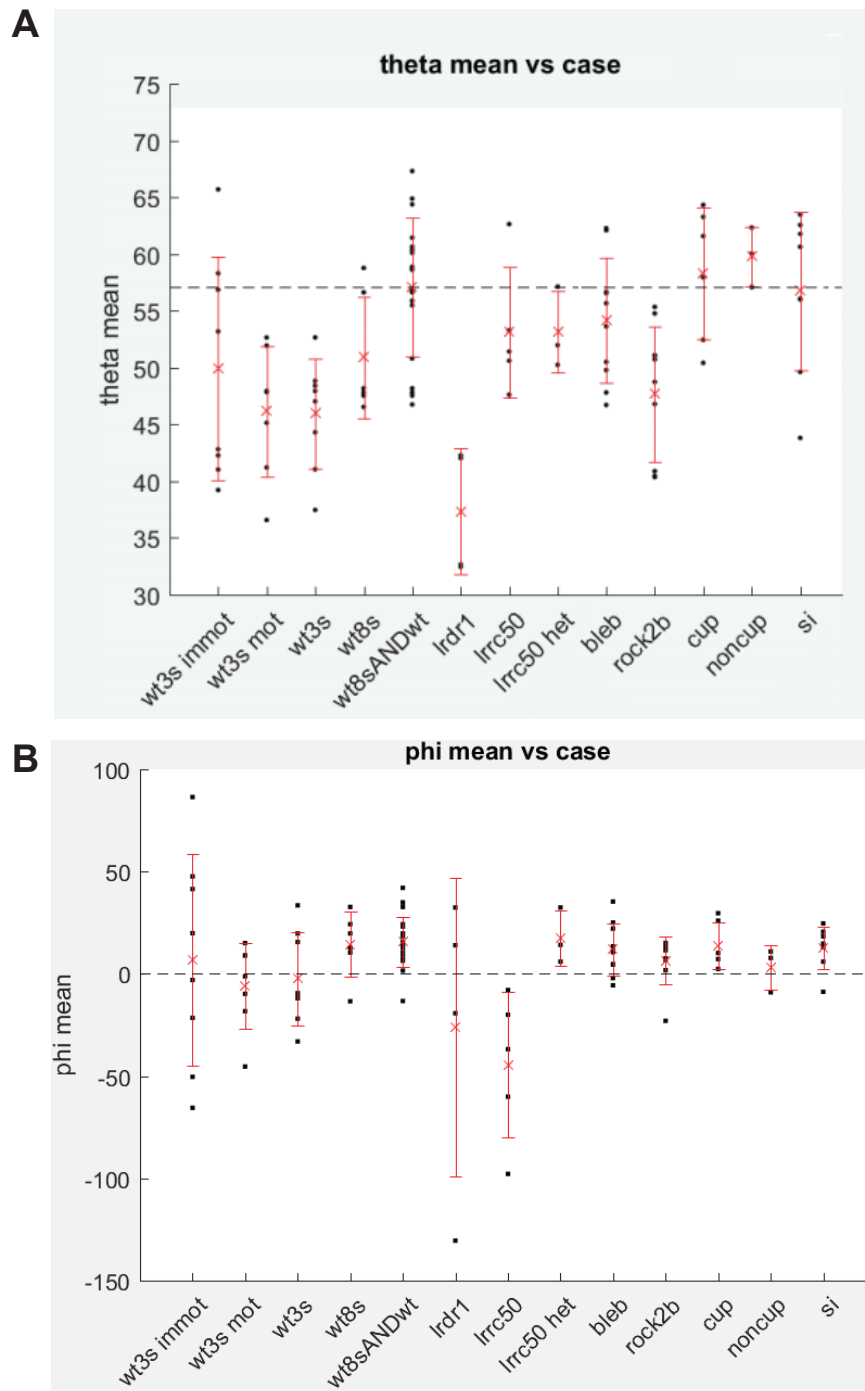 A
theta mean vs case
75
70
65
60
55
50
45
40
35
30
theta mean
wt3s immot
wt3s mot
wt3s
wt8s
wt8sANDwt
lrdr1
lrrc50
lrrc50 het
bleb
rock2b
cup
noncup
si
B
phi mean vs case
100
50
0
-50
-100
-150
phi mean
wt3s immot
wt3s mot
wt3s
wt8s
wt8sANDwt
lrdr1
lrrc50
lrrc50 het
bleb
rock2b
cup
noncup
si